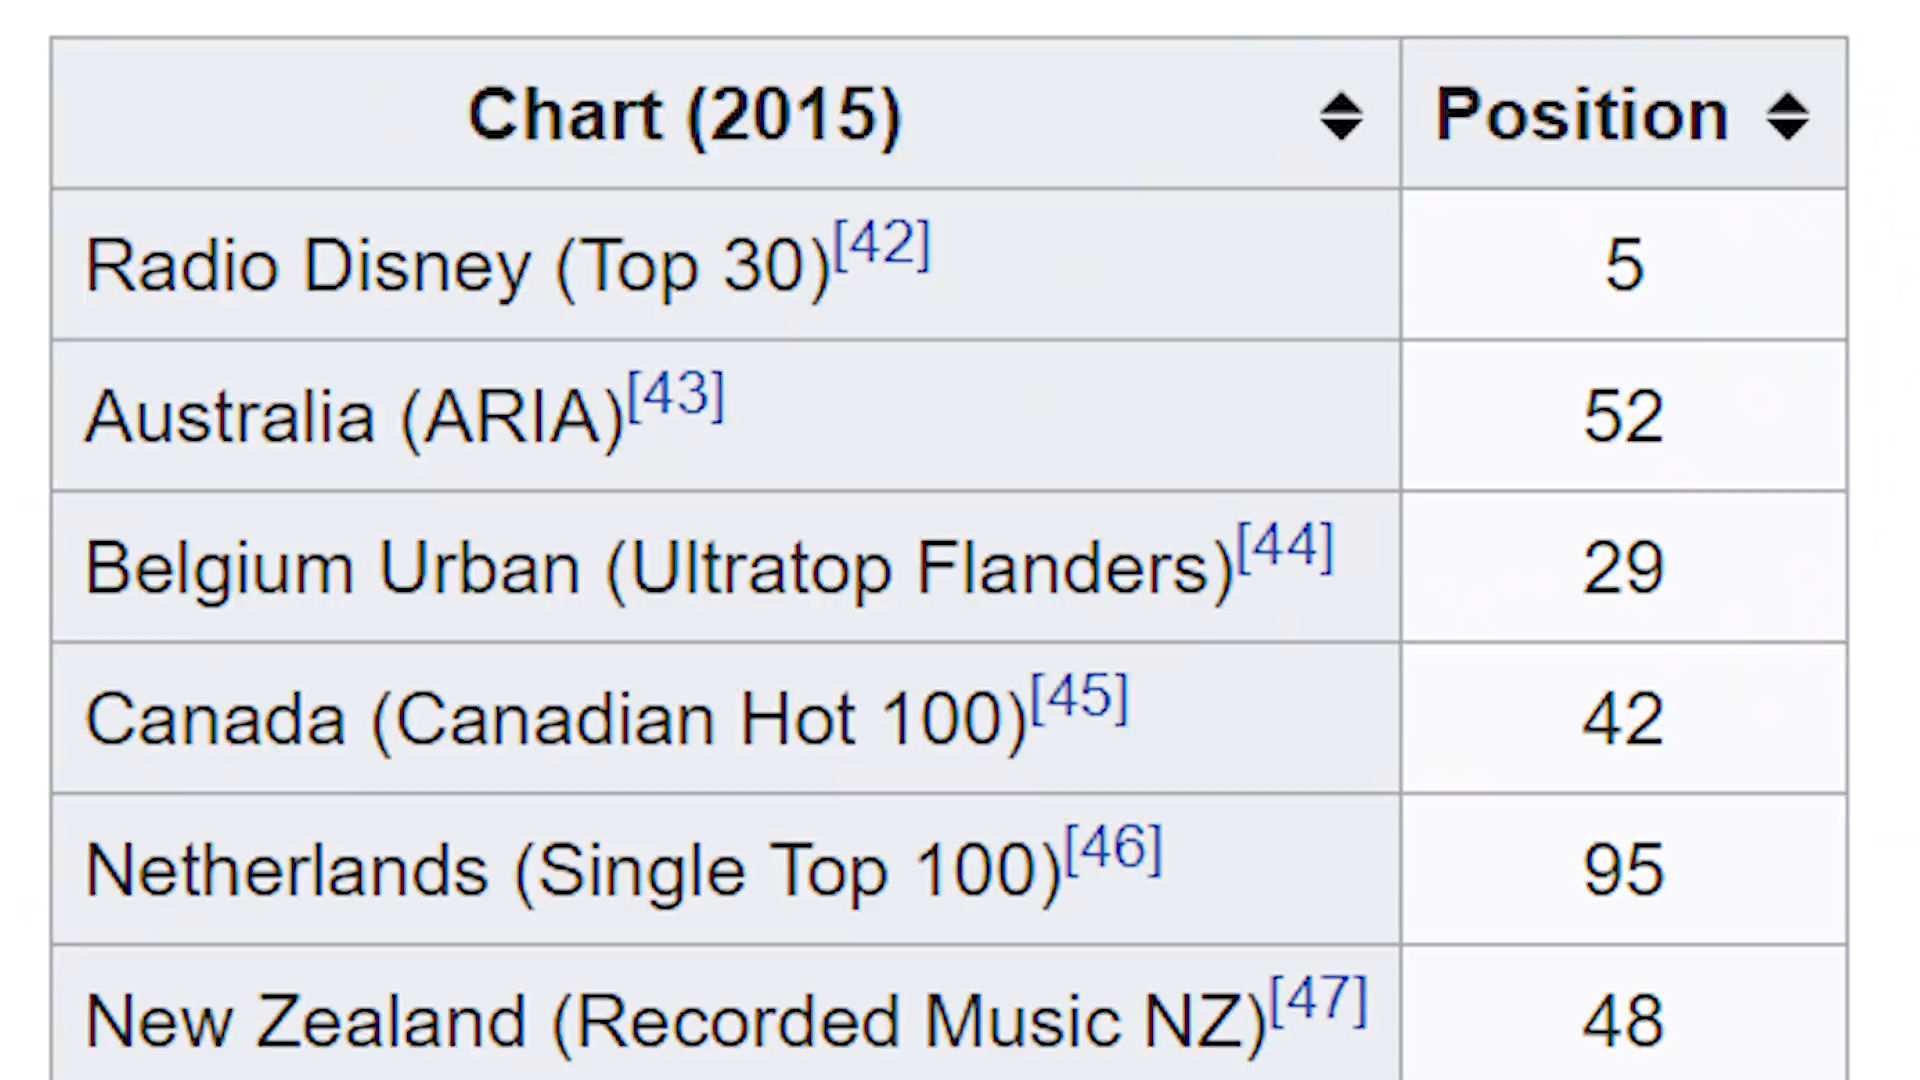 Chart (2015) Position
Radio Disney (Top 30)[42] 5
Australia (ARIA)[43] 52
Belgium Urban (Ultratop Flanders)[44] 29
Canada (Canadian Hot 100)[45] 42
Netherlands (Single Top 100)[46] 95
New Zealand (Recorded Music NZ)[47] 48